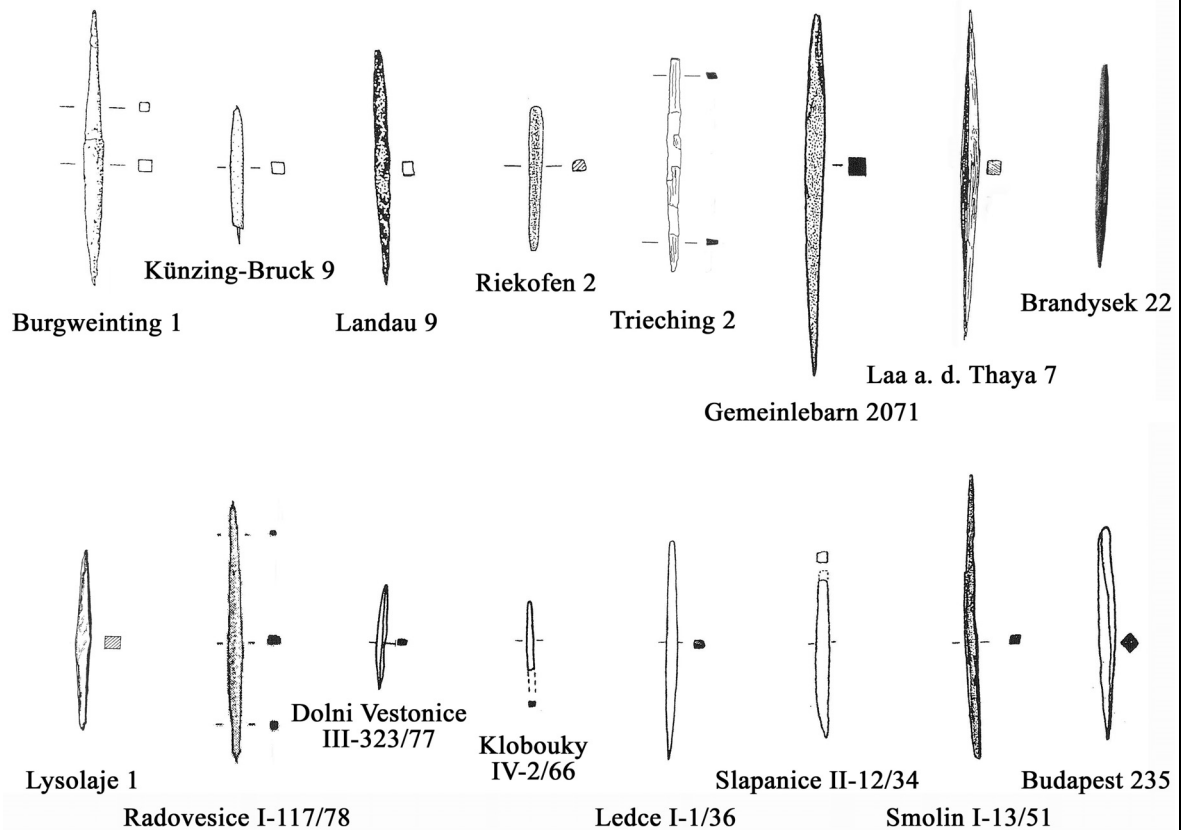 Burgweinting 1
Künzing-Bruck 9
Landau 9
Riekofen 2
Trieching 2
Gemeinlebarn 2071
Laa a. d. Thaya 7
Brandysek 22
Lysolaje 1
Radovesice I-117/78
Dolni Vestonice
III-323/77
Klobouky
IV-2/66
Ledce I-1/36
Slapanice II-12/34
Smolin I-13/51
Budapest 235